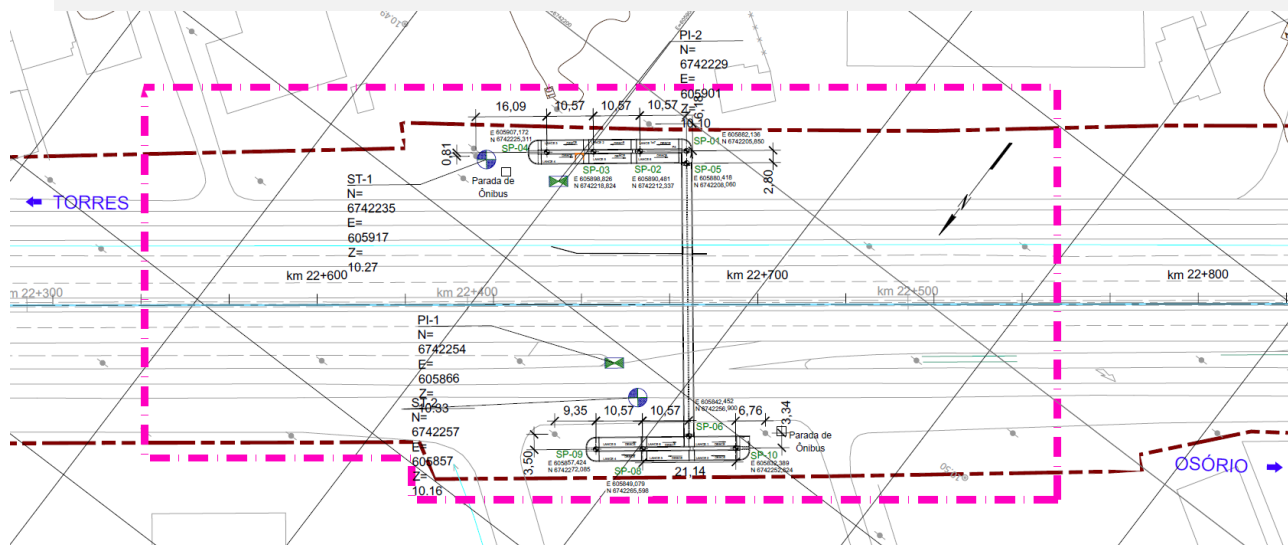 10.49
PI-2
N=
6742229
E=
605901
Z=
10.10
6,18
16,09
10,57
10,57
10,57
E 605907,172
N 6742225,311
SP-04
E 605882,136
N 6742205,850
SP-01
0,81
SP-03
E 605898,826
N 6742218,824
SP-02
E 605890,481
N 6742212,337
SP-05
E 605880,418
N 6742208,060
2,80
Parada de
Ônibus
ST-1
N=
6742235
E=
605917
Z=
10.27
TORRES
km 22+600
km 22+700
km 22+800
km 22+400
km 22+500
m 22+300
PI-1
N=
6742254
E=
605866
Z=
10.33
ST-2
N=
6742257
E=
605857
Z=
10.16
9,35
10,57
10,57
6,76
3,34
E 605842,452
N 6742256,900
SP-06
SP-09
E 605857,424
N 6742272,085
3,50
SP-08
E 605849,079
N 6742265,598
21,14
SP-10
Parada de
Ônibus
OSÓRIO
10.50